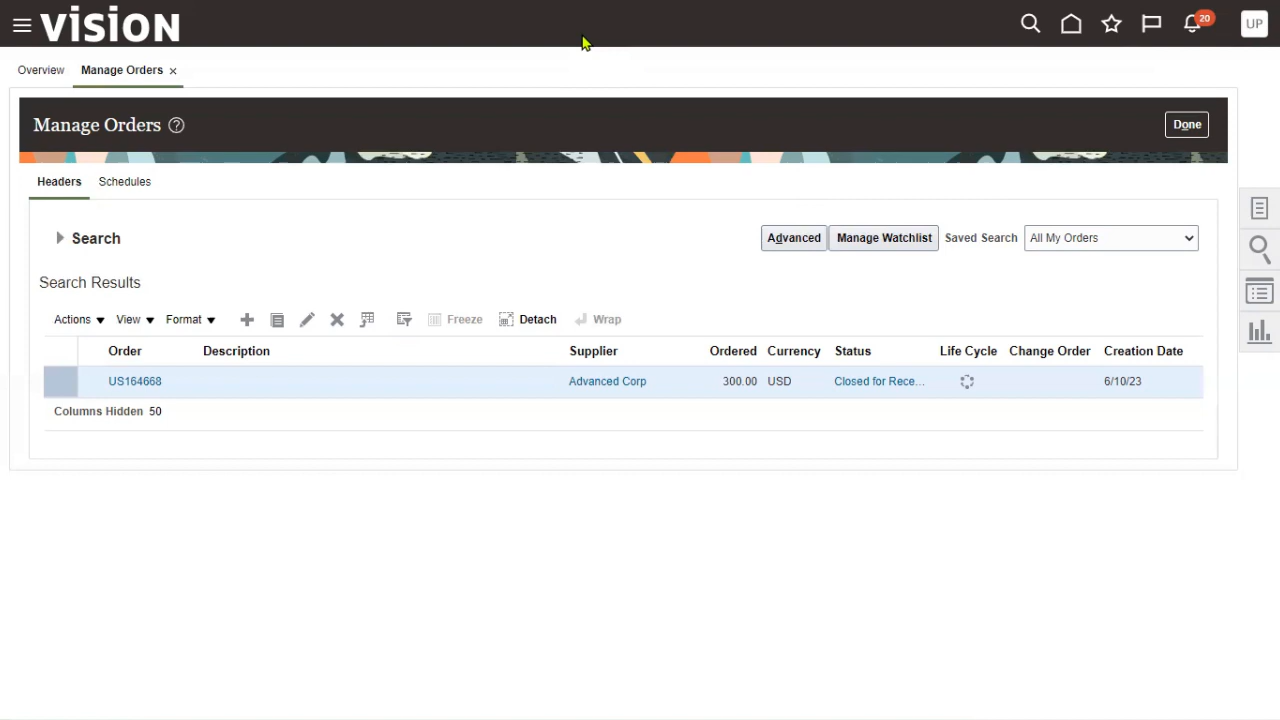 vision
20
UP
Overview
Manage Orders
Manage Orders
Done
Headers
Schedules
Search
Advanced
Manage Watchlist
Saved Search
All My Orders
Search Results
Actions
View
Format
Freeze
Detach
Wrap
Order Description Supplier Ordered Currency Status Life Cycle Change Order Creation Date
US164668 Advanced Corp 300.00 USD Closed for Rece... 6/10/23
Columns Hidden 50